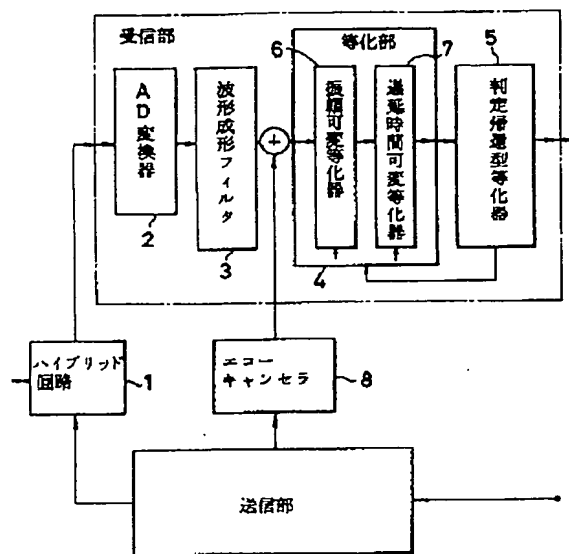 受信部
等化部
6
7
5
AD変換器
波形成形フィルタ
+
振幅可変等化器
遅延時間可変等化器
判定帰還型等化器
2
3
4
ハイブリッド
回路
1
エコー
キャンセラ
8
送信部